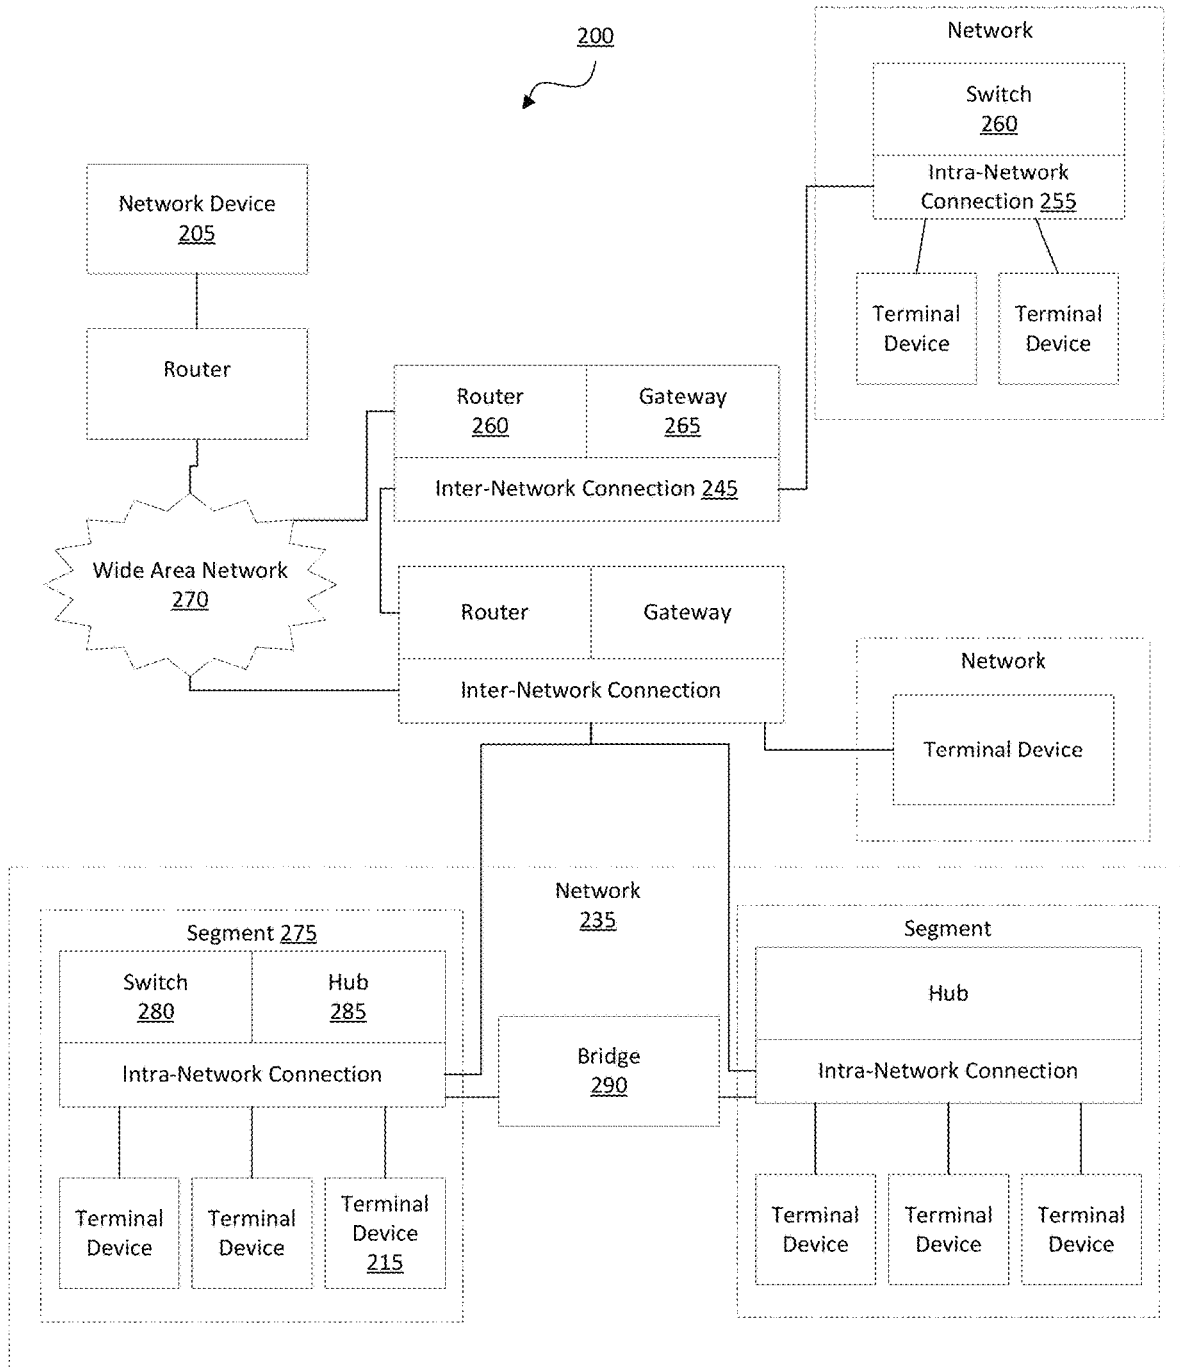 200
Network
Switch
260
Intra-Network
Connection 255
Terminal
Device
Terminal
Device
Network Device
205
Router
Router
260
Gateway
265
Inter-Network Connection 245
Wide Area Network
270
Router
Gateway
Inter-Network Connection
Network
Terminal Device
Network
235
Segment 275
Switch
280
Hub
285
Intra-Network Connection
Terminal
Device
Terminal
Device
Terminal
Device
215
Bridge
290
Segment
Hub
Intra-Network Connection
Terminal
Device
Terminal
Device
Terminal
Device